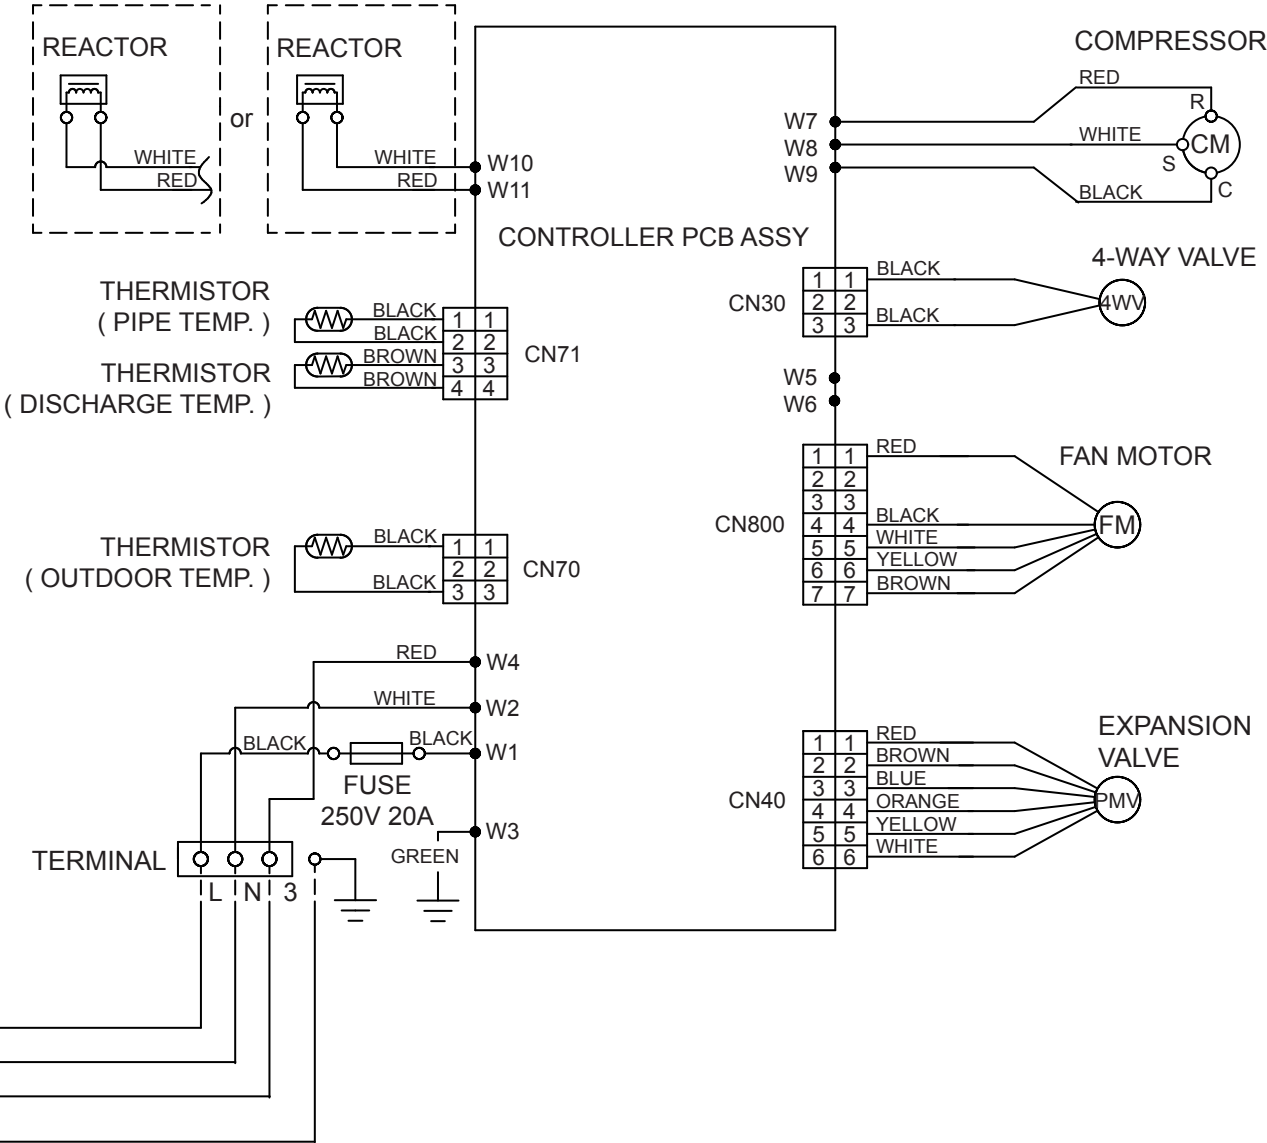 REACTOR
WHITE
RED
or
REACTOR
WHITE
RED
W10
W11
CONTROLLER PCB ASSY
COMPRESSOR
W7
W8
W9
RED
WHITE
BLACK
R
S
C
CM
THERMISTOR
( PIPE TEMP. )
THERMISTOR
( DISCHARGE TEMP. )
BLACK
BLACK
BROWN
BROWN
1 1
2 2
3 3
4 4
CN71
4-WAY VALVE
CN30
1 1
2 2
3 3
BLACK
BLACK
4WV
W5
W6
FAN MOTOR
CN800
1 1
2 2
3 3
4 4
5 5
6 6
7 7
RED
BLACK
WHITE
YELLOW
BROWN
FM
THERMISTOR
( OUTDOOR TEMP. )
BLACK
BLACK
1 1
2 2
3 3
CN70
RED
W4
WHITE
W2
BLACK
BLACK
W1
FUSE
250V 20A
W3
GREEN
TERMINAL
L N 3
EXPANSION
VALVE
CN40
1 1
2 2
3 3
4 4
5 5
6 6
RED
BROWN
BLUE
ORANGE
YELLOW
WHITE
PMV